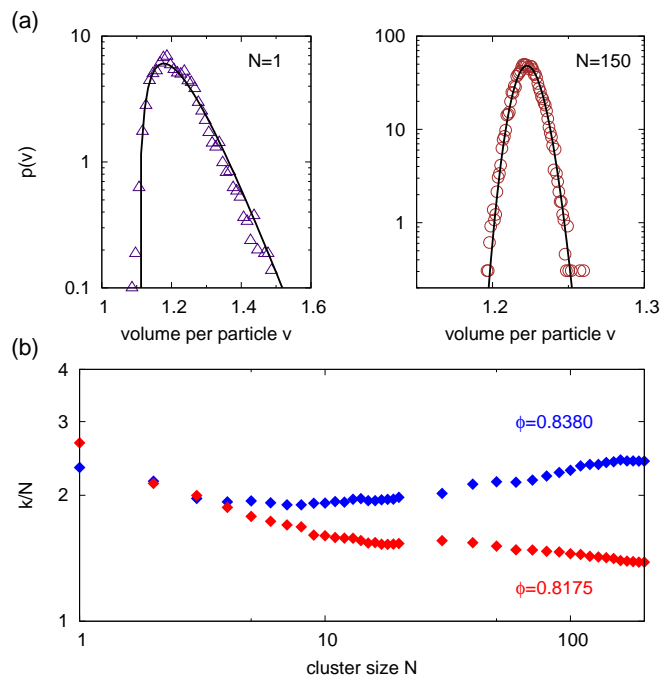 (a)
10
1
0.1
p(v)
N=1
1
1.2
1.4
1.6
volume per particle v
100
10
1
N=150
1.2
1.3
volume per particle v
(b)
4
3
2
1
k/N
ϕ=0.8380
ϕ=0.8175
1
10
100
cluster size N